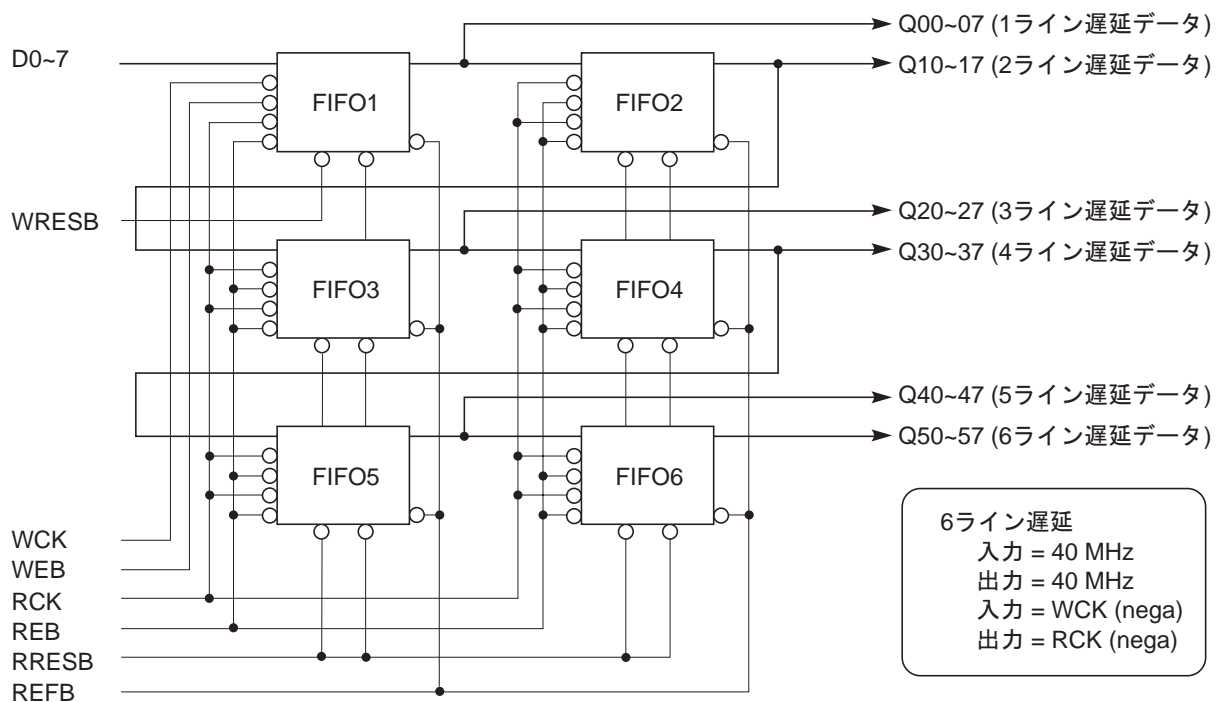 Q00~07 (1ライン遅延データ)
D0~7
Q10~17 (2ライン遅延データ)
FIFO1
FIFO2
WRESB
Q20~27 (3ライン遅延データ)
Q30~37 (4ライン遅延データ)
FIFO3
FIFO4
Q40~47 (5ライン遅延データ)
Q50~57 (6ライン遅延データ)
FIFO5
FIFO6
WCK
WEB
RCK
REB
RRESB
REFB
6ライン遅延
入力 = 40 MHz
出力 = 40 MHz
入力 = WCK (nega)
出力 = RCK (nega)